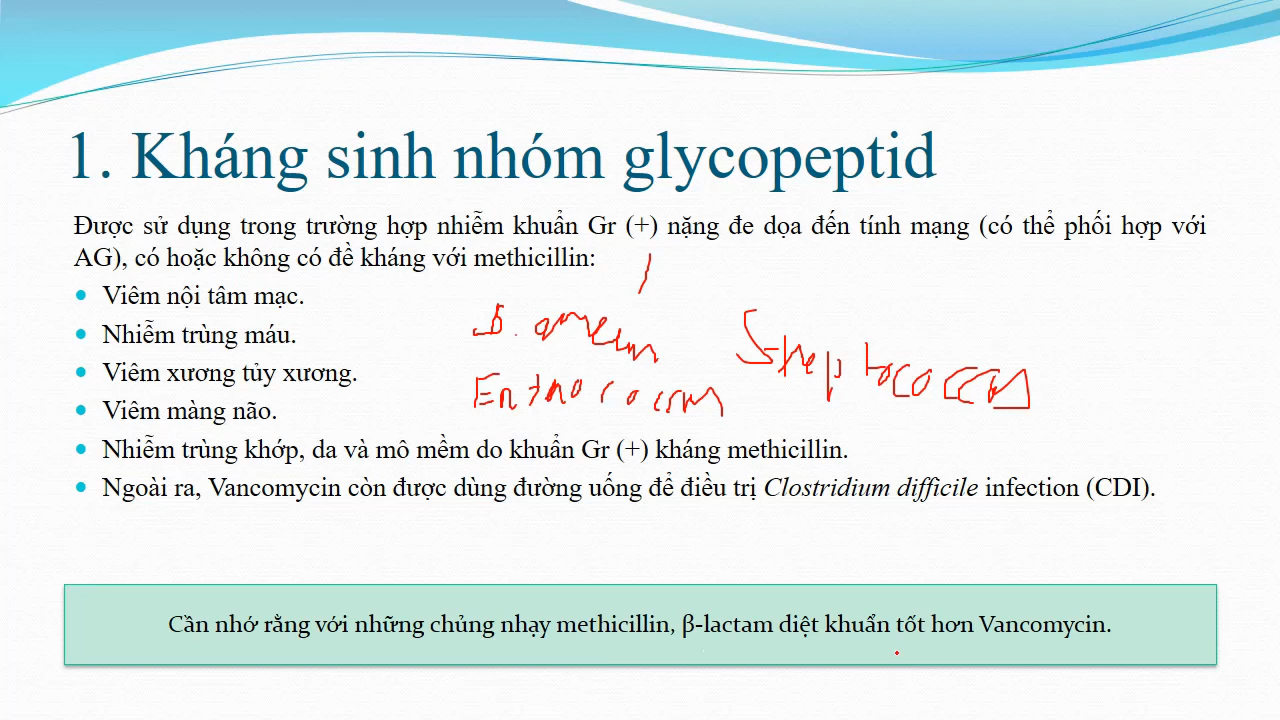 1. Kháng sinh nhóm glycopeptid
Được sử dụng trong trường hợp nhiễm khuẩn Gr (+) nặng đe dọa đến tính mạng (có thể phối hợp với
AG), có hoặc không có đề kháng với methicillin:
• Viêm nội tâm mạc.
• Nhiễm trùng máu.
S. aureus
Streptococcus
• Viêm xương tủy xương.
• Viêm màng não.
• Nhiễm trùng khớp, da và mô mềm do khuẩn Gr (+) kháng methicillin.
• Ngoài ra, Vancomycin còn được dùng đường uống để điều trị Clostridium difficile infection (CDI).
Cần nhớ rằng với những chủng nhạy methicillin, β-lactam diệt khuẩn tốt hơn Vancomycin.